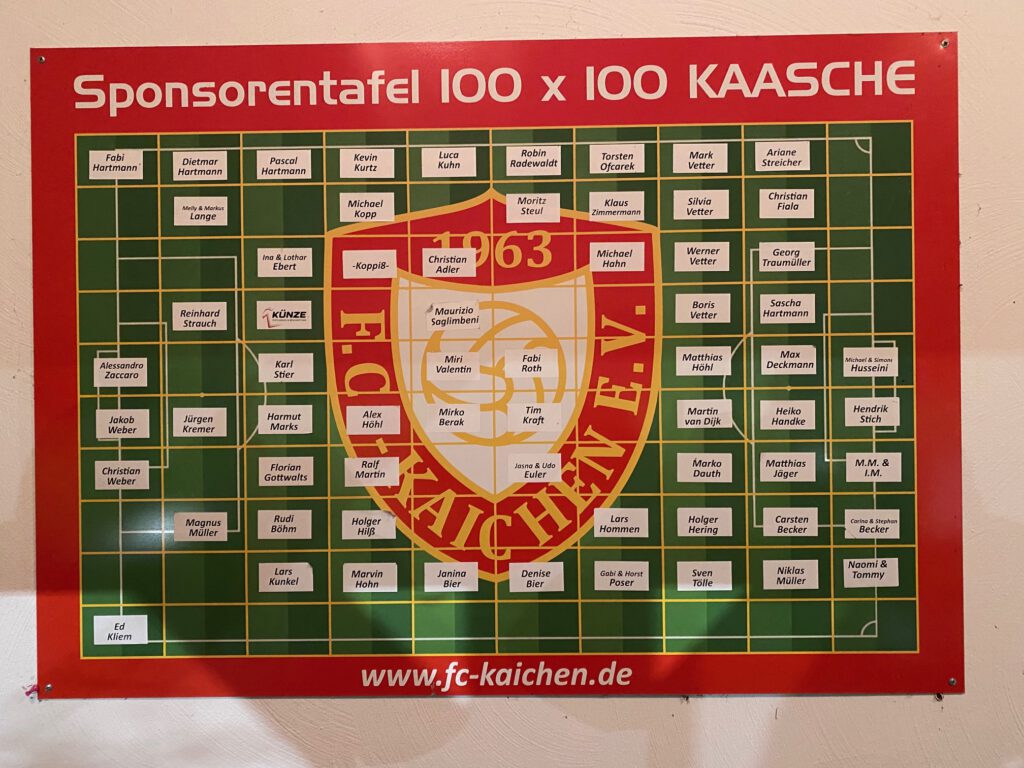 Sponsorentafel 100 x 100 KAASCHE
Fabi
Hartmann
Dietmar
Hartmann
Pascal
Hartmann
Kevin
Kurtz
Luca
Kuhn
Robin
Radewaldt
Torsten
Ofcarek
Mark
Vetter
Ariane
Streicher
Melly & Markus
Lange
Michael
Kopp
Moritz
Steul
Klaus
Zimmermann
Silvia
Vetter
Christian
Fiala
1963
Ina & Lothar
Ebert
-Koppi8-
Christian
Adler
Michael
Hahn
Werner
Vetter
Georg
Traumüller
Reinhard
Strauch
KÜNZE
Maurizio
Saglimbeni
Boris
Vetter
Sascha
Hartmann
F.C.-KAICHEN E.V.
Alessandro
Zaccaro
Karl
Stier
Miri
Valentin
Fabi
Roth
Matthias
Höhl
Max
Deckmann
Michael & Simone
Husseini
Jakob
Weber
Jürgen
Kremer
Harmut
Marks
Alex
Höhl
Mirko
Berak
Tim
Kraft
Martin
van Dijk
Heiko
Handke
Hendrik
Stich
Christian
Weber
Florian
Gottwalts
Ralf
Martin
Jasna & Udo
Euler
Marko
Dauth
Matthias
Jäger
M.M. &
I.M.
Magnus
Müller
Rudi
Böhm
Holger
Hilß
Lars
Hommen
Holger
Hering
Carsten
Becker
Carina & Stephan
Becker
Lars
Kunkel
Marvin
Hohn
Janina
Bier
Denise
Bier
Gabi & Horst
Poser
Sven
Tölle
Niklas
Müller
Naomi &
Tommy
Ed
Kliem
www.fc-kaichen.de